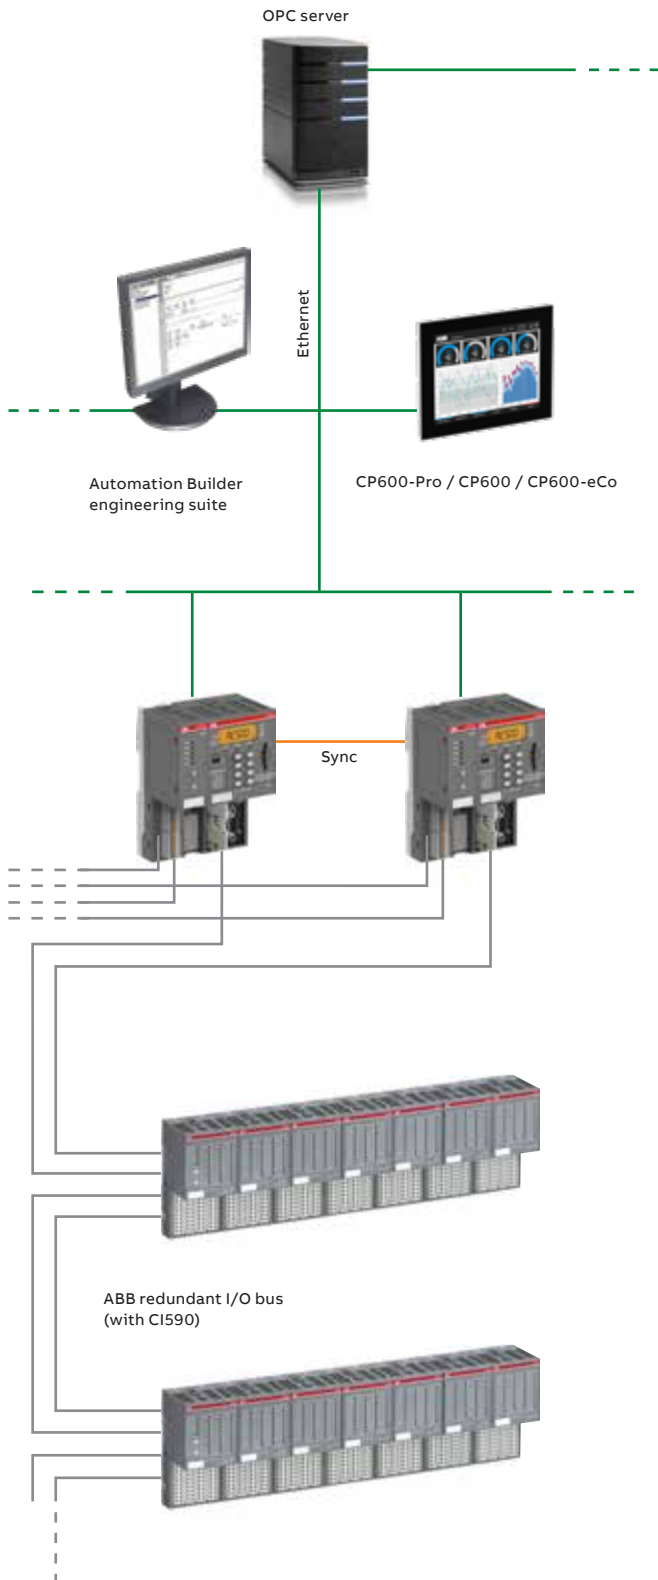 OPC server
Ethernet
Automation Builder
engineering suite
CP600-Pro / CP600 / CP600-eCo
Sync
ABB redundant I/O bus
(with CI590)